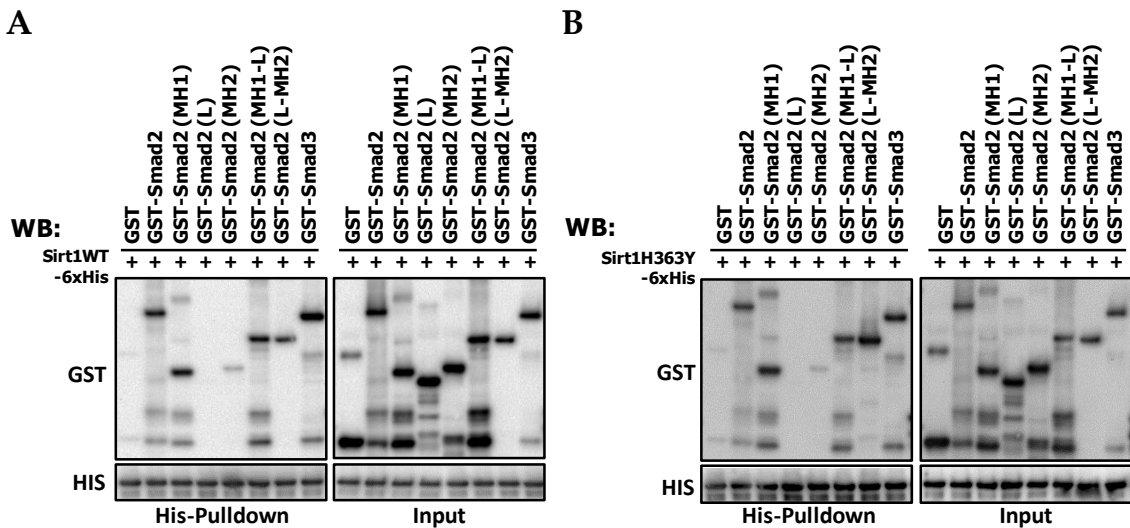 A
GST
GST-Smad2
GST-Smad2 (MH1)
GST-Smad2 (L)
GST-Smad2 (MH2)
GST-Smad2 (MH1-L)
GST-Smad2 (L-MH2)
GST-Smad3
GST
GST-Smad2
GST-Smad2 (MH1)
GST-Smad2 (L)
GST-Smad2 (MH2)
GST-Smad2 (MH1-L)
GST-Smad2 (L-MH2)
GST-Smad3
WB:
Sirt1WT + + + + + + + + + + + + + + + +
-6xHis
GST
HIS
His-Pulldown Input
B
GST
GST-Smad2
GST-Smad2 (MH1)
GST-Smad2 (L)
GST-Smad2 (MH2)
GST-Smad2 (MH1-L)
GST-Smad2 (L-MH2)
GST-Smad3
GST
GST-Smad2
GST-Smad2 (MH1)
GST-Smad2 (L)
GST-Smad2 (MH2)
GST-Smad2 (MH1-L)
GST-Smad2 (L-MH2)
GST-Smad3
WB:
Sirt1H363Y + + + + + + + + + + + + + + + +
-6xHis
GST
HIS
His-Pulldown Input